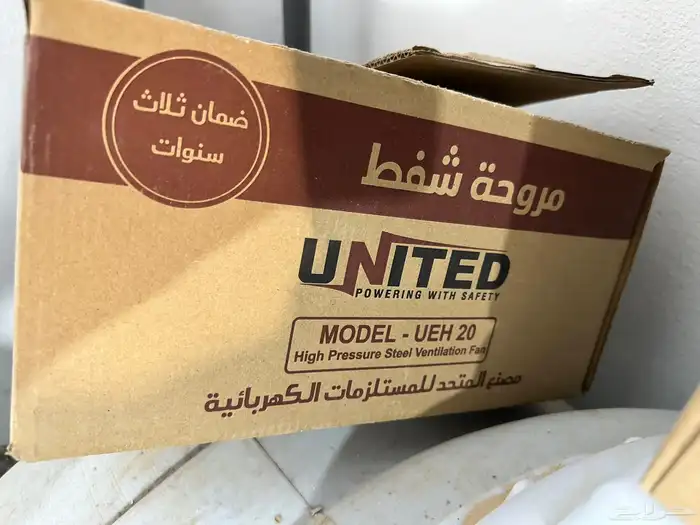 ضمان ثلاث
سنوات
مروحة شفط
UNITED
POWERING WITH SAFETY
MODEL - UEH 20
High Pressure Steel Ventilation Fan
مصنع المتحد للمستلزمات الكهربائية
حراج